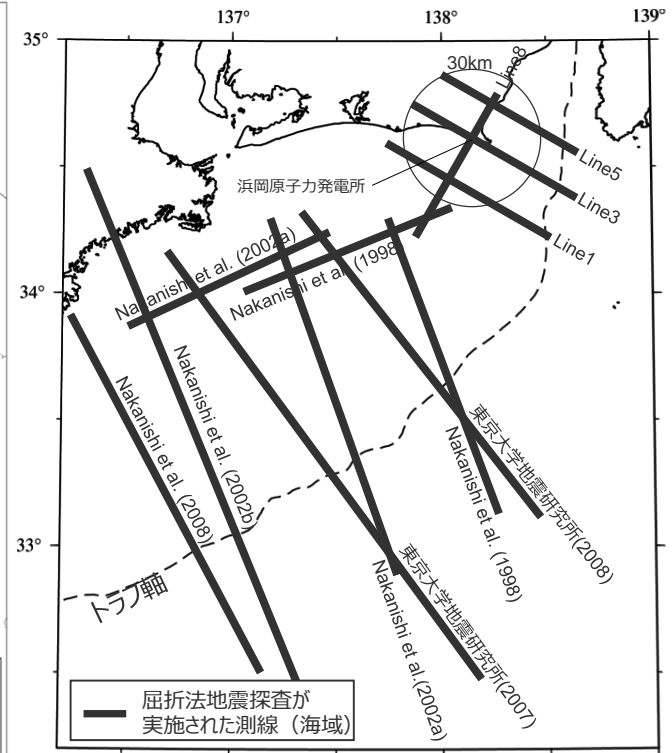 137°
138°
139°
35°
34°
33°
30km
Line8
Line5
Line3
Line1
浜岡原子力発電所
Nakanishi et al. (2002a)
Nakanishi et al. (1998)
Nakanishi et al. (2008)
Nakanishi et al. (2002b)
東京大学地震研究所(2008)
Nakanishi et al. (1998)
東京大学地震研究所(2007)
Nakanishi et al.(2002a)
トラフ軸
屈折法地震探査が
実施された測線（海域）